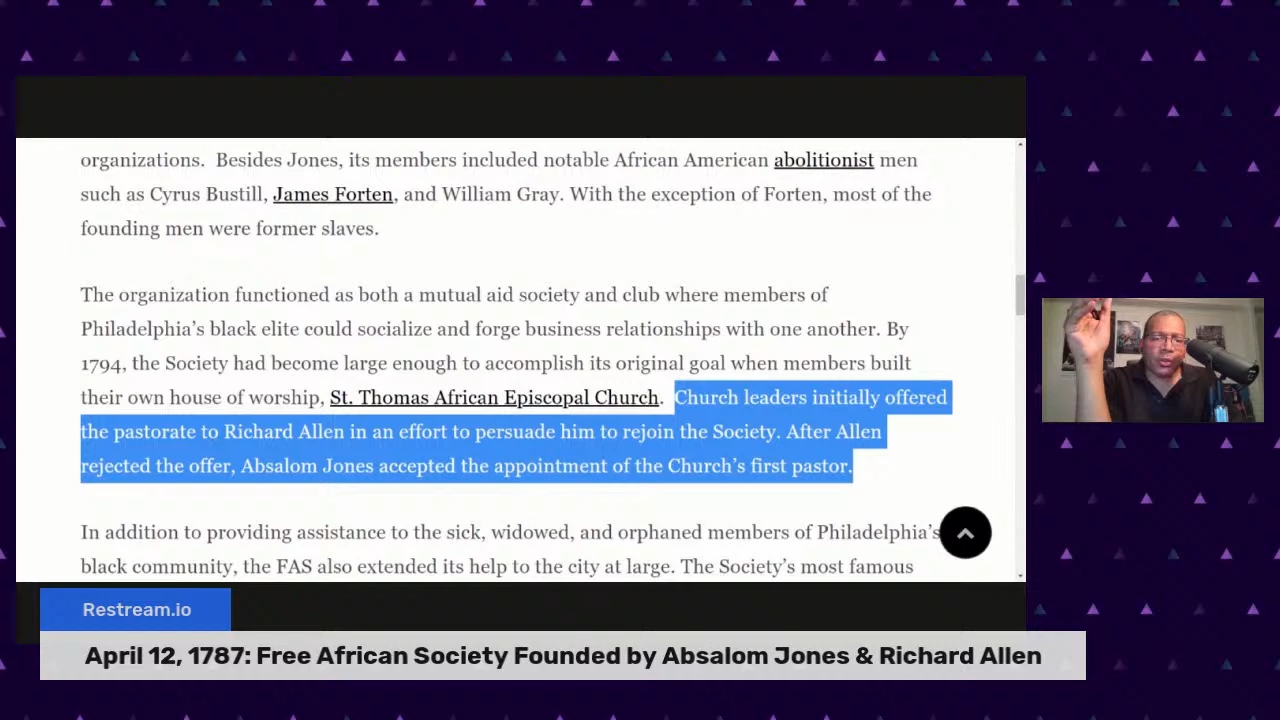 organizations.  Besides Jones, its members included notable African American abolitionist men
such as Cyrus Bustill, James Forten, and William Gray. With the exception of Forten, most of the
founding men were former slaves.
The organization functioned as both a mutual aid society and club where members of
Philadelphia’s black elite could socialize and forge business relationships with one another. By
1794, the Society had become large enough to accomplish its original goal when members built
their own house of worship, St. Thomas African Episcopal Church.  Church leaders initially offered
the pastorate to Richard Allen in an effort to persuade him to rejoin the Society. After Allen
rejected the offer, Absalom Jones accepted the appointment of the Church’s first pastor.
In addition to providing assistance to the sick, widowed, and orphaned members of Philadelphia’s
black community, the FAS also extended its help to the city at large. The Society’s most famous
Restream.io
April 12, 1787: Free African Society Founded by Absalom Jones & Richard Allen